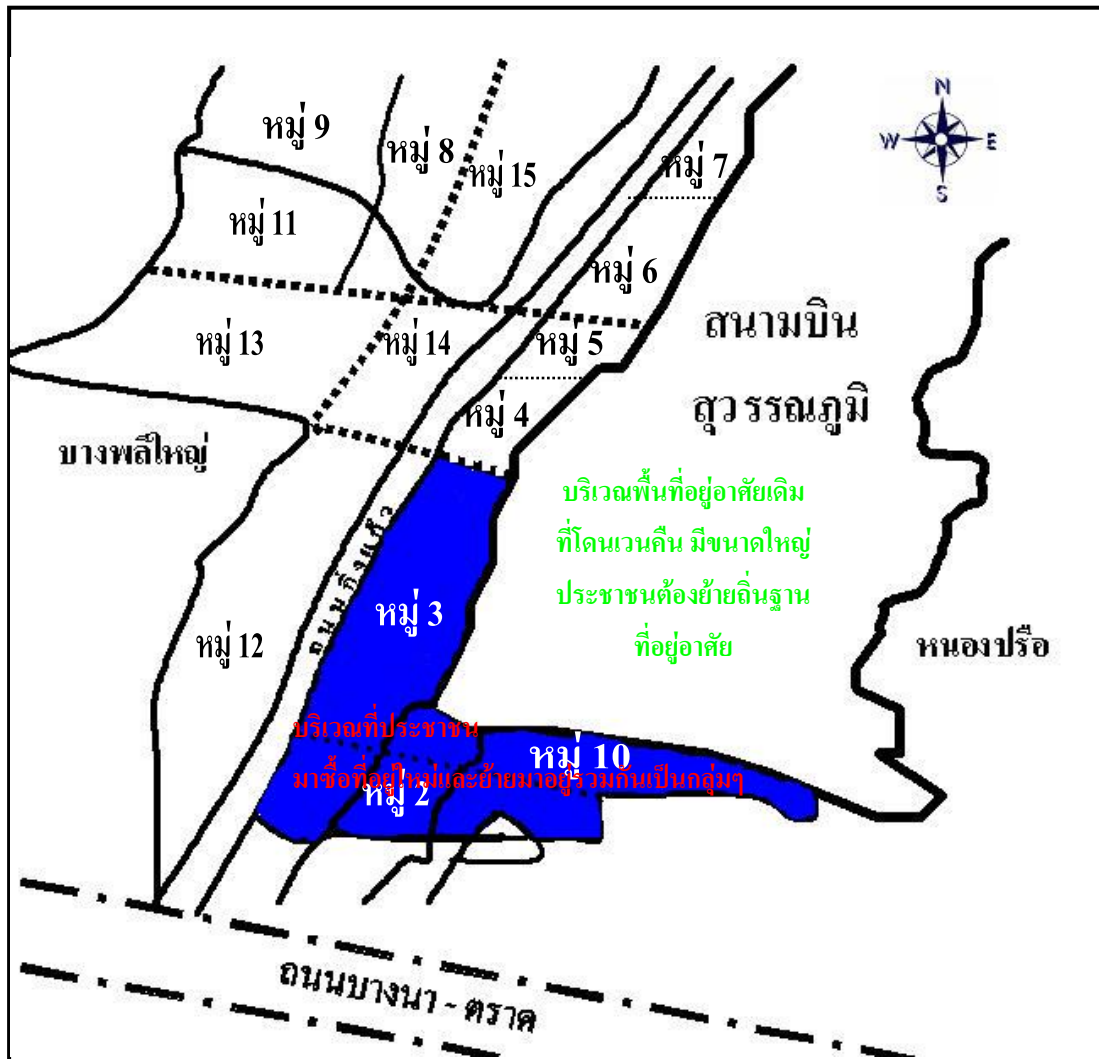 N
W E
S
หมู่ 9
หมู่ 8
หมู่ 15
หมู่ 7
หมู่ 11
หมู่ 6
หมู่ 13
หมู่ 14
หมู่ 5
สนามบิน
สุวรรณภูมิ
หมู่ 4
บางพลีใหญ่
บริเวณพื้นที่อยู่อาศัยเดิม
ที่โดนเวนคืน มีขนาดใหญ่
ประชาชนต้องย้ายถิ่นฐาน
ที่อยู่อาศัย
ถนนกิ่งแก้ว
หมู่ 3
หมู่ 12
หนองปรือ
บริเวณที่ประชาชน
มาซื้อที่อยู่ใหม่และย้ายมาอยู่รวมกันเป็นกลุ่มๆ
หมู่ 10
หมู่ 2
ถนนบางนา - ตราด